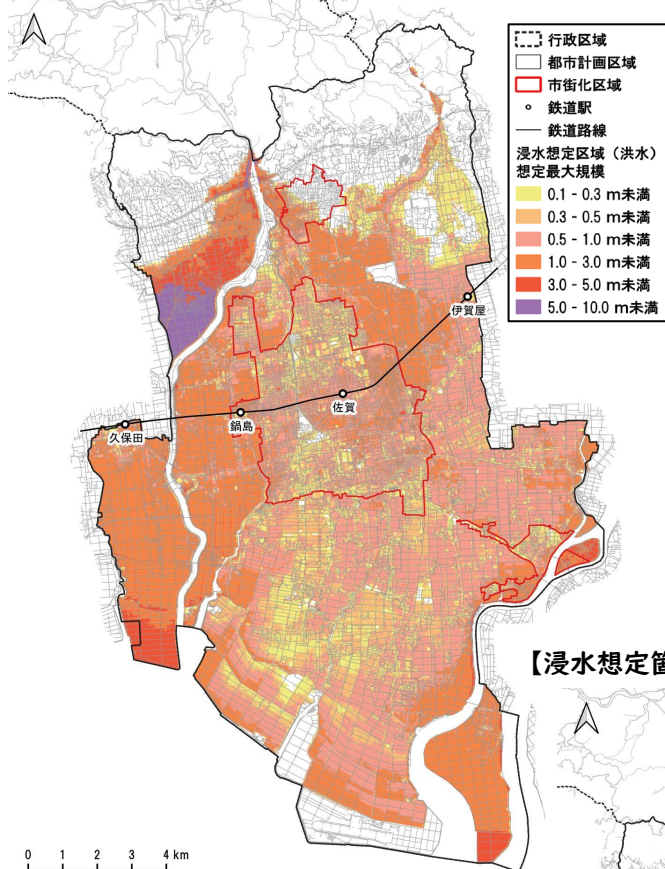 行政区域
都市計画区域
市街化区域
鉄道駅
鉄道路線
浸水想定区域（洪水）
想定最大規模
0.1 - 0.3 m未満
0.3 - 0.5 m未満
0.5 - 1.0 m未満
1.0 - 3.0 m未満
3.0 - 5.0 m未満
5.0 - 10.0 m未満
伊賀屋
佐賀
鍋島
久保田
【浸水想定箇
0 1 2 3 4 km